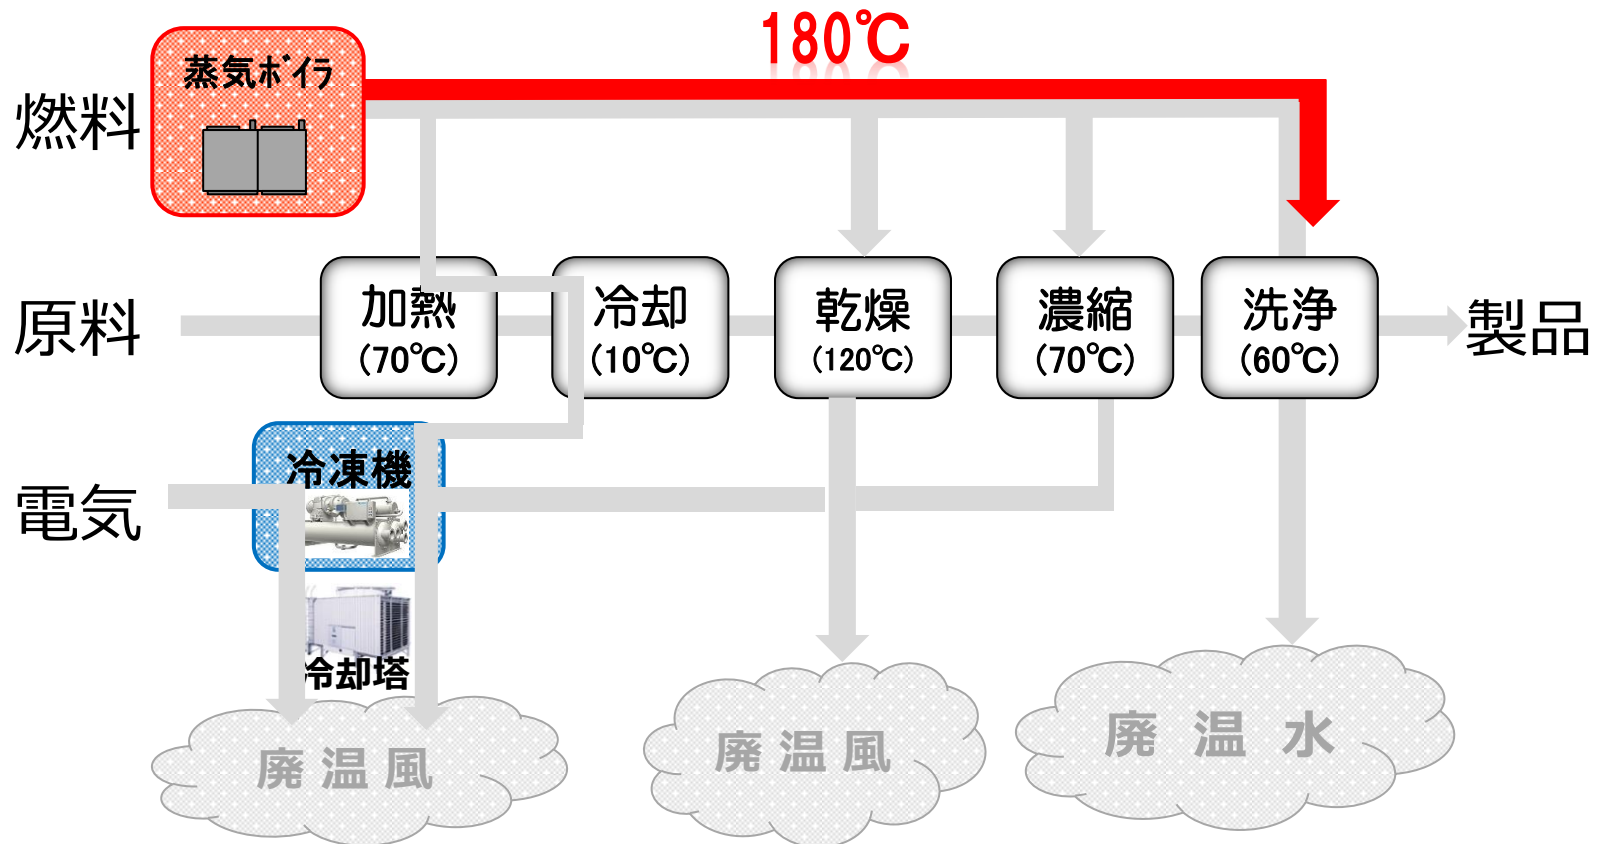 180℃
蒸気ﾎﾞｲﾗ
燃料
原料
加熱
(70℃)
冷却
(10℃)
乾燥
(120℃)
濃縮
(70℃)
洗浄
(60℃)
製品
電気
冷凍機
冷却塔
廃温風
廃温風
廃温水